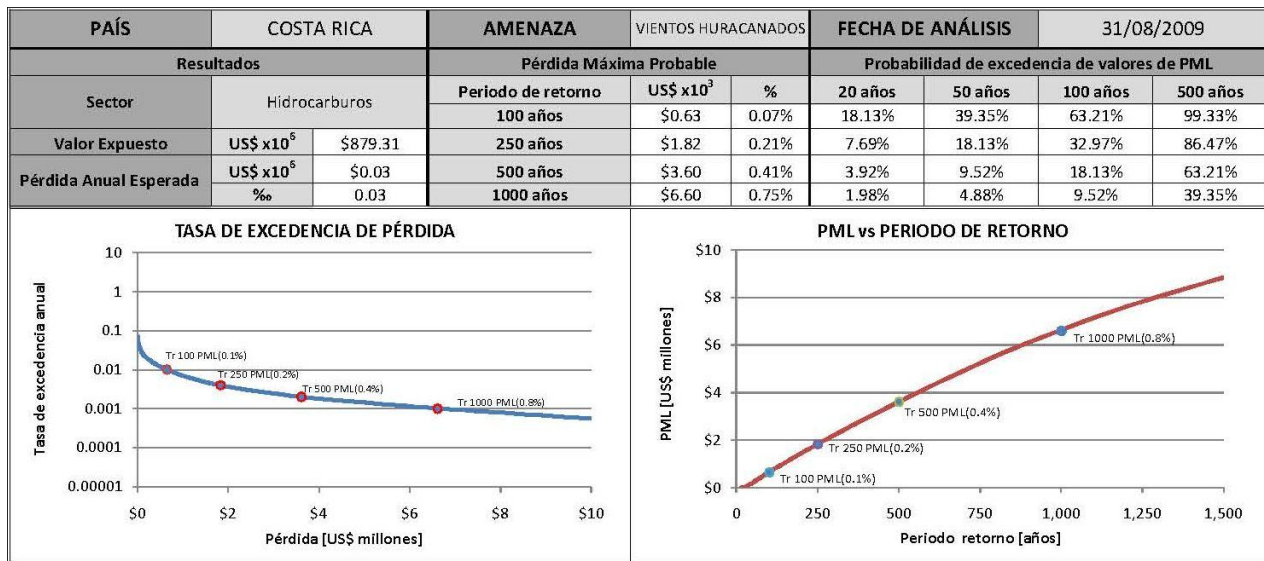 PAÍS COSTA RICA AMENAZA VIENTOS HURACANADOS FECHA DE ANÁLISIS 31/08/2009
Resultados Pérdida Máxima Probable Probabilidad de excedencia de valores de PML
Sector Hidrocarburos Periodo de retorno US$ x10³ % 20 años 50 años 100 años 500 años
100 años $0.63 0.07% 18.13% 39.35% 63.21% 99.33%
Valor Expuesto US$ x10⁶ $879.31 250 años $1.82 0.21% 7.69% 18.13% 32.97% 86.47%
Pérdida Anual Esperada US$ x10⁶ $0.03 500 años $3.60 0.41% 3.92% 9.52% 18.13% 63.21%
‰ 0.03 1000 años $6.60 0.75% 1.98% 4.88% 9.52% 39.35%
TASA DE EXCEDENCIA DE PÉRDIDA
Tasa de excedencia anual
10
1
0.1
0.01
0.001
0.0001
0.00001
Tr 100 PML(0.1%)
Tr 250 PML(0.2%)
Tr 500 PML(0.4%)
Tr 1000 PML(0.8%)
$0 $2 $4 $6 $8 $10
Pérdida [US$ millones]
PML vs PERIODO DE RETORNO
PML [US$ millones]
$10
$8
$6
$4
$2
$0
Tr 1000 PML(0.8%)
Tr 500 PML(0.4%)
Tr 250 PML(0.2%)
Tr 100 PML(0.1%)
0 250 500 750 1,000 1,250 1,500
Periodo retorno [años]